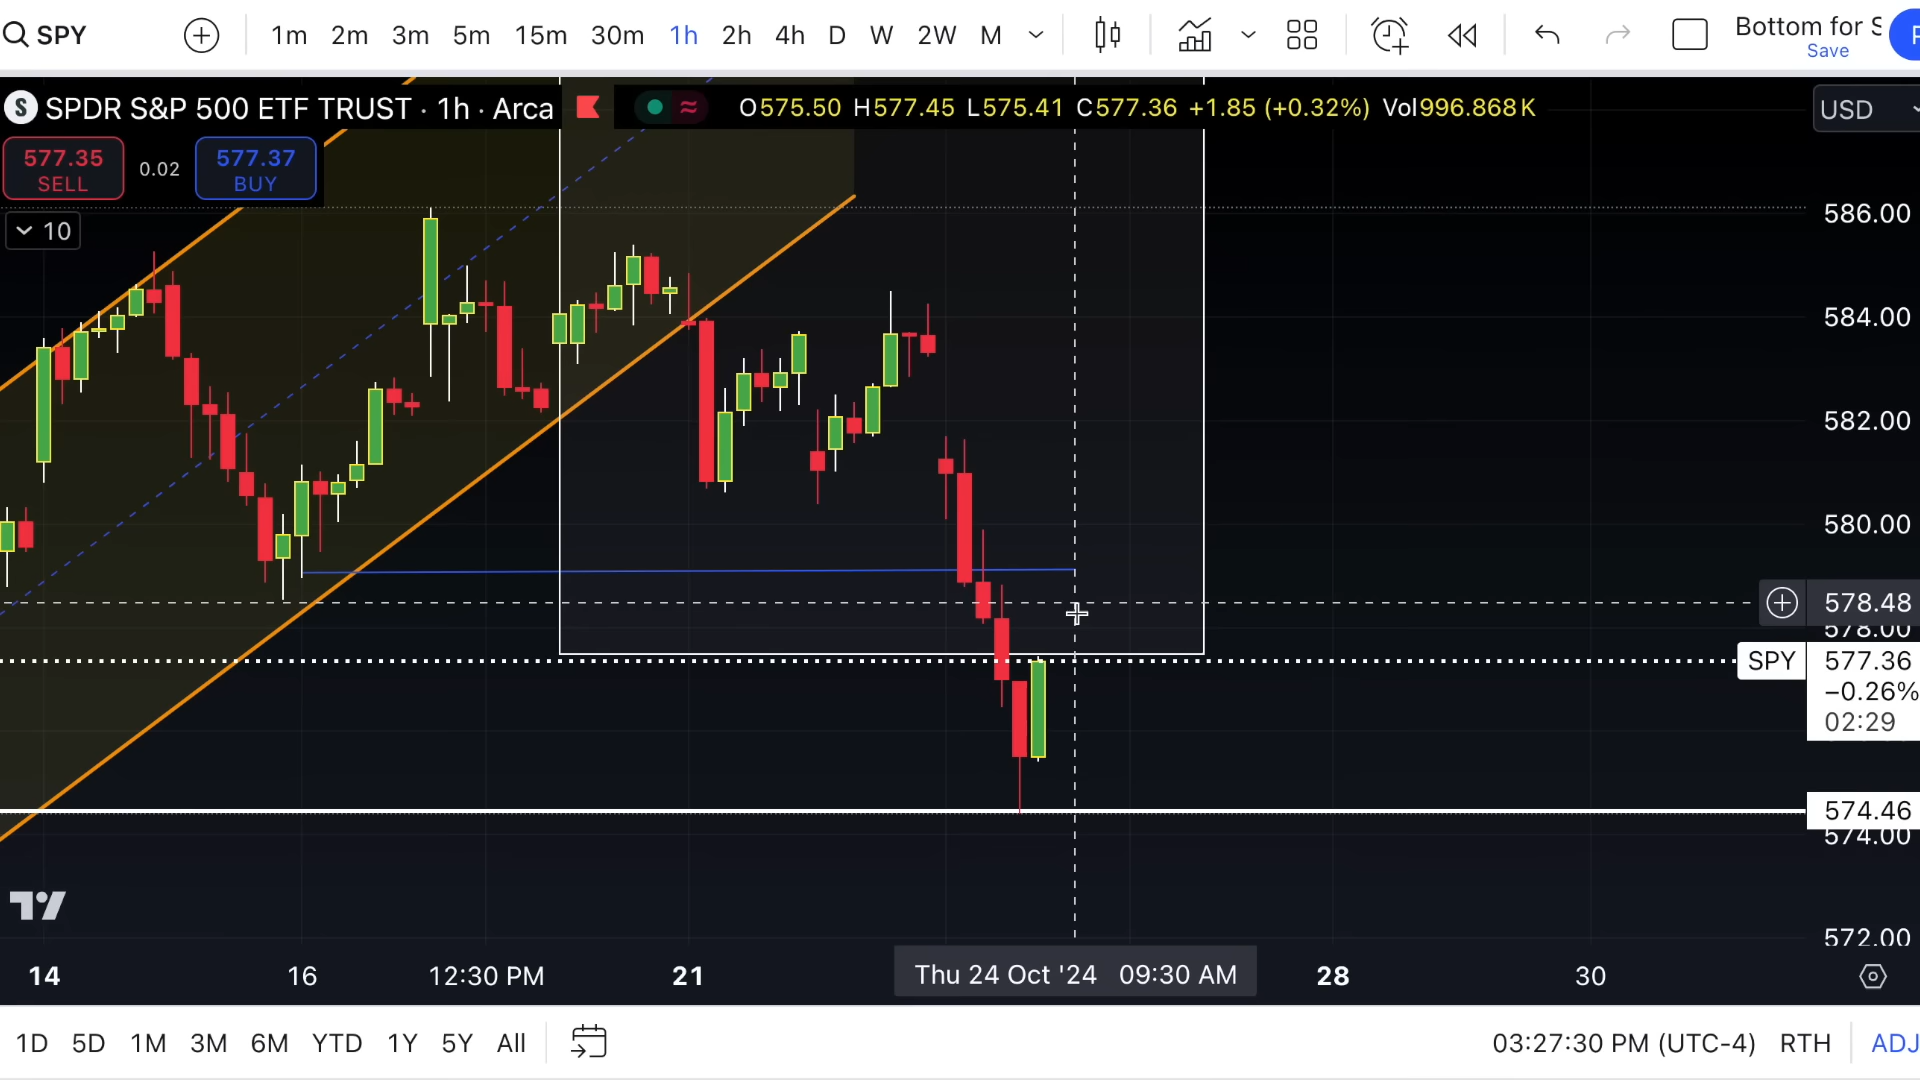 SPY
1m 2m 3m 5m 15m 30m 1h 2h 4h D W 2W M
Bottom for S
Save
SPDR S&P 500 ETF TRUST · 1h · Arca
O575.50 H577.45 L575.41 C577.36 +1.85 (+0.32%) Vol996.868K
USD
577.35
SELL
0.02
577.37
BUY
10
586.00
584.00
582.00
580.00
578.48
578.00
SPY
577.36
−0.26%
02:29
574.46
574.00
572.00
14 16 12:30 PM 21 Thu 24 Oct '24 09:30 AM 28 30
1D 5D 1M 3M 6M YTD 1Y 5Y All
03:27:30 PM (UTC-4) RTH ADJ